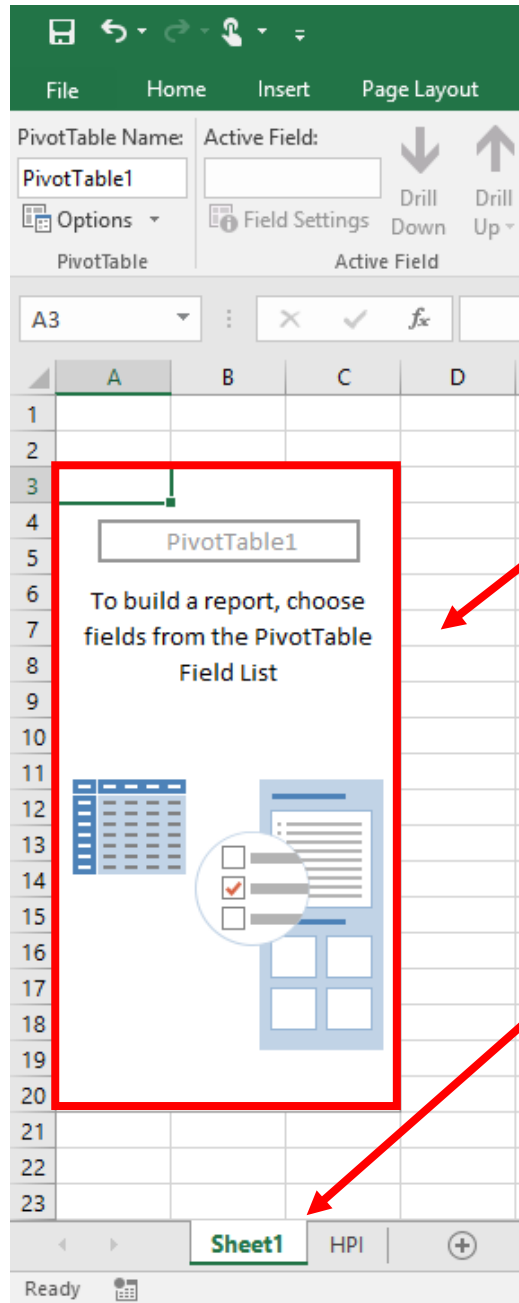 File Home Insert Page Layout
PivotTable Name: Active Field:
PivotTable1
Drill Drill
Options Field Settings Down Up
PivotTable Active Field
A3 fx
A B C D
1
2
3
4
PivotTable1
5
6
To build a report, choose
7
fields from the PivotTable
8
Field List
9
10
11
12
13
14
15
16
17
18
19
20
21
22
23
Sheet1 HPI
Ready